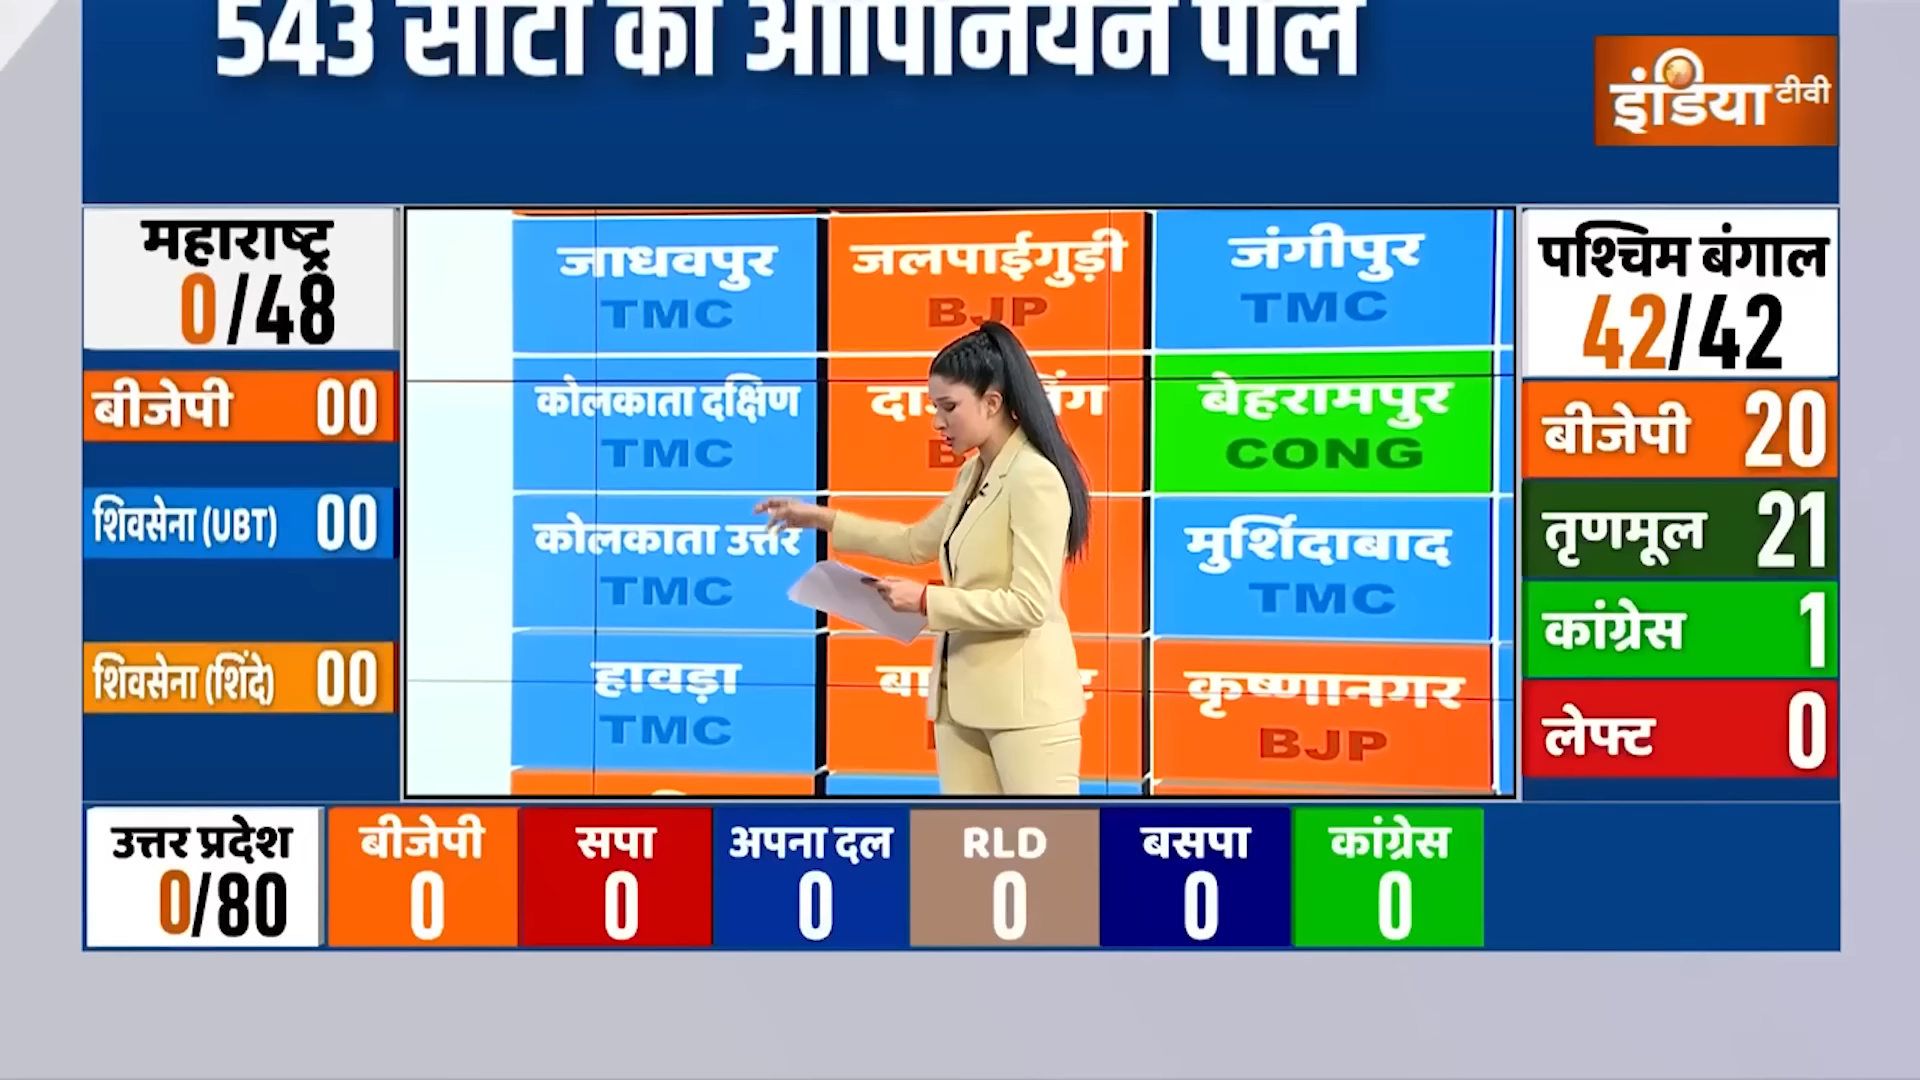 543 सीटों का ओपिनियन पोल
इंडिया टीवी
महाराष्ट्र
0/48
बीजेपी 00
शिवसेना (UBT) 00
शिवसेना (शिंदे) 00
जाधवपुर
TMC
जलपाईगुड़ी
BJP
जंगीपुर
TMC
कोलकाता दक्षिण
TMC
बेहरामपुर
CONG
कोलकाता उत्तर
TMC
मुर्शिदाबाद
TMC
हावड़ा
TMC
कृष्णानगर
BJP
पश्चिम बंगाल
42/42
बीजेपी 20
तृणमूल 21
कांग्रेस 1
लेफ्ट 0
उत्तर प्रदेश
0/80
बीजेपी
0
सपा
0
अपना दल
0
RLD
0
बसपा
0
कांग्रेस
0